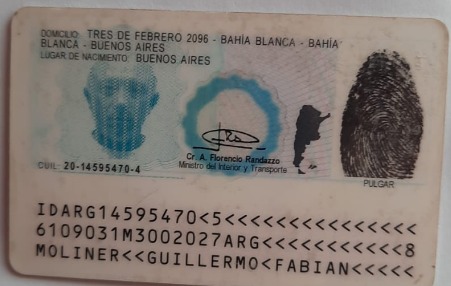 DOMICILIO: TRES DE FEBRERO 2096 - BAHÍA BLANCA - BAHÍA
BLANCA - BUENOS AIRES
LUGAR DE NACIMIENTO: BUENOS AIRES
Cr. A. Florencio Randazzo
Ministro del Interior y Transporte
CUIL: 20-14595470-4
PULGAR
IDARG14595470<5<<<<<<<<<<<<<<<
6109031M3002027ARG<<<<<<<<<<<8
MOLINER<<GUILLERMO<FABIAN<<<<<